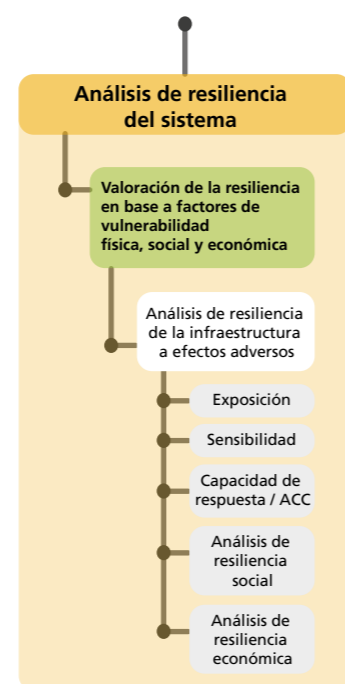 Análisis de resiliencia
del sistema
Valoración de la resiliencia
en base a factores de
vulnerabilidad
física, social y económica
Análisis de resiliencia
de la infraestructura
a efectos adversos
Exposición
Sensibilidad
Capacidad de
respuesta / ACC
Análisis de
resiliencia
social
Análisis de
resiliencia
económica